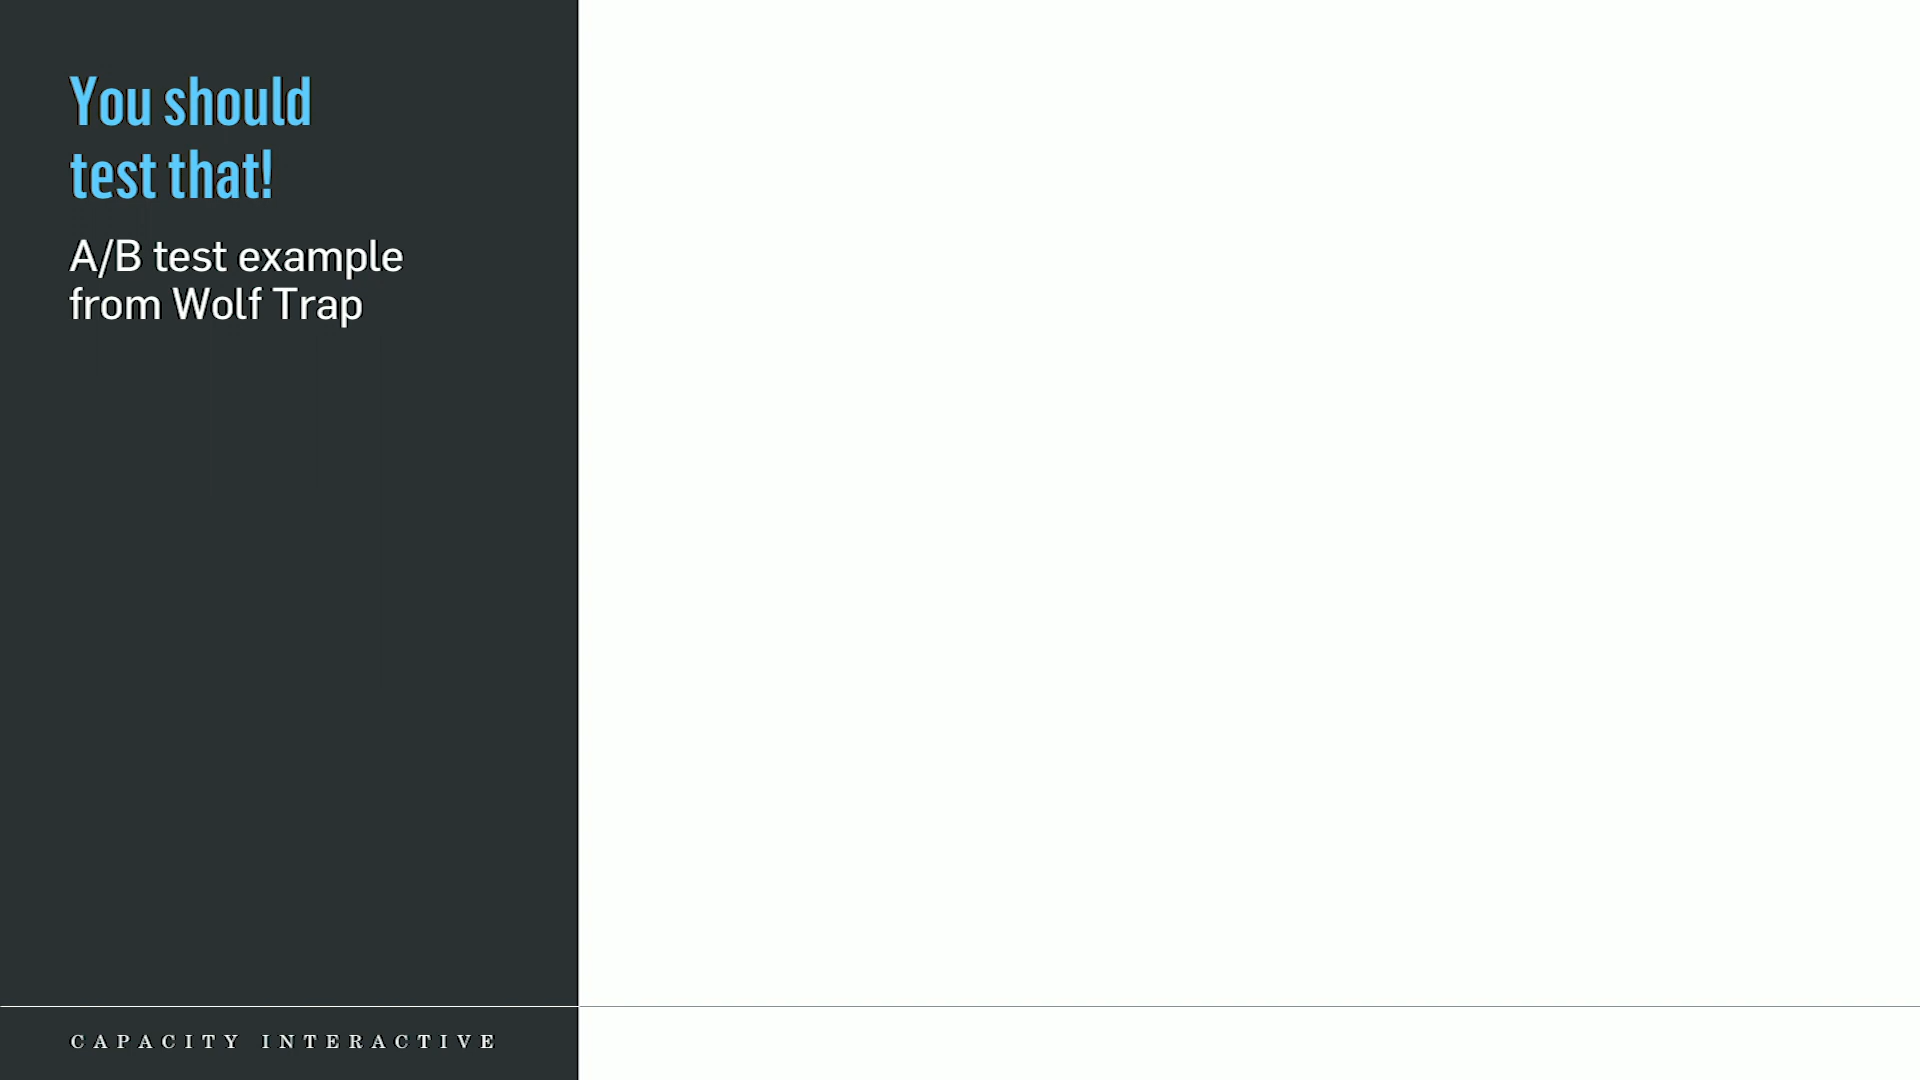 You should
test that!
A/B test example
from Wolf Trap
CAPACITY INTERACTIVE